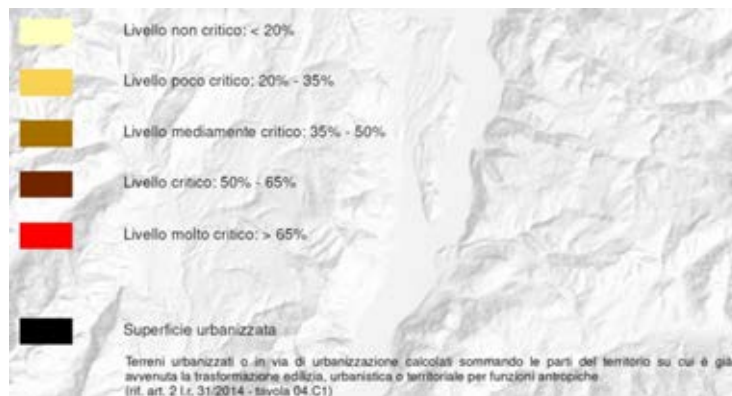 Livello non critico: < 20%
Livello poco critico: 20% - 35%
Livello mediamente critico: 35% - 50%
Livello critico: 50% - 65%
Livello molto critico: > 65%
Superficie urbanizzata
Terreni urbanizzati o in via di urbanizzazione calcolati sommando le parti del territorio su cui è già
avvenuta la trasformazione edilizia, urbanistica o territoriale per funzioni antropiche
(rif. art. 2 l.r. 31/2014 - tavola 04.C1)